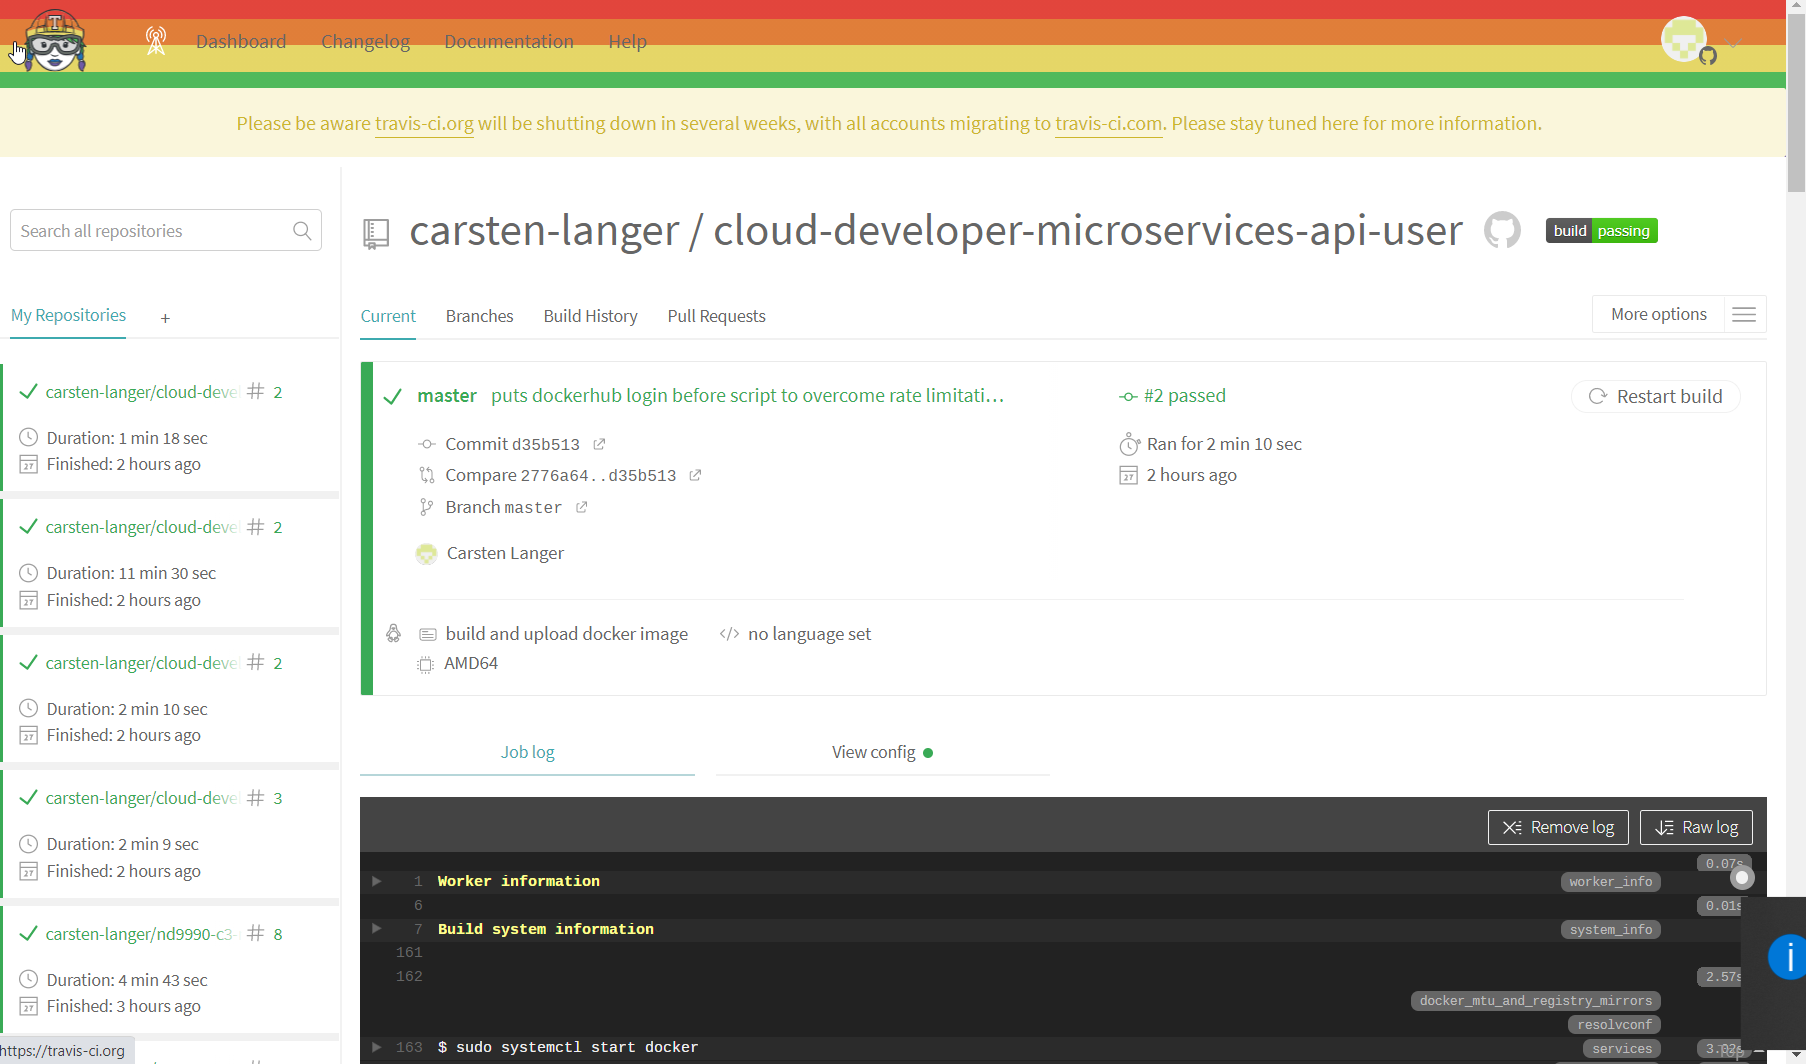 T
Dashboard Changelog Documentation Help
Please be aware travis-ci.org will be shutting down in several weeks, with all accounts migrating to travis-ci.com. Please stay tuned here for more information.
Search all repositories
carsten-langer / cloud-developer-microservices-api-user
build passing
My Repositories +
Current Branches Build History Pull Requests
More options
carsten-langer/cloud-deve # 2
Duration: 1 min 18 sec
Finished: 2 hours ago
carsten-langer/cloud-deve # 2
Duration: 11 min 30 sec
Finished: 2 hours ago
carsten-langer/cloud-deve # 2
Duration: 2 min 10 sec
Finished: 2 hours ago
carsten-langer/cloud-deve # 3
Duration: 2 min 9 sec
Finished: 2 hours ago
carsten-langer/nd9990-c3- # 8
Duration: 4 min 43 sec
Finished: 3 hours ago
https://travis-ci.org
master puts dockerhub login before script to overcome rate limitati…
#2 passed
Restart build
Commit d35b513
Ran for 2 min 10 sec
Compare 2776a64..d35b513
2 hours ago
Branch master
Carsten Langer
build and upload docker image
</> no language set
AMD64
Job log
View config
Remove log
Raw log
0.07s
1 Worker information worker_info
6 0.01s
7 Build system information system_info
161
162 2.57s
docker_mtu_and_registry_mirrors
resolvconf
163 $ sudo systemctl start docker services